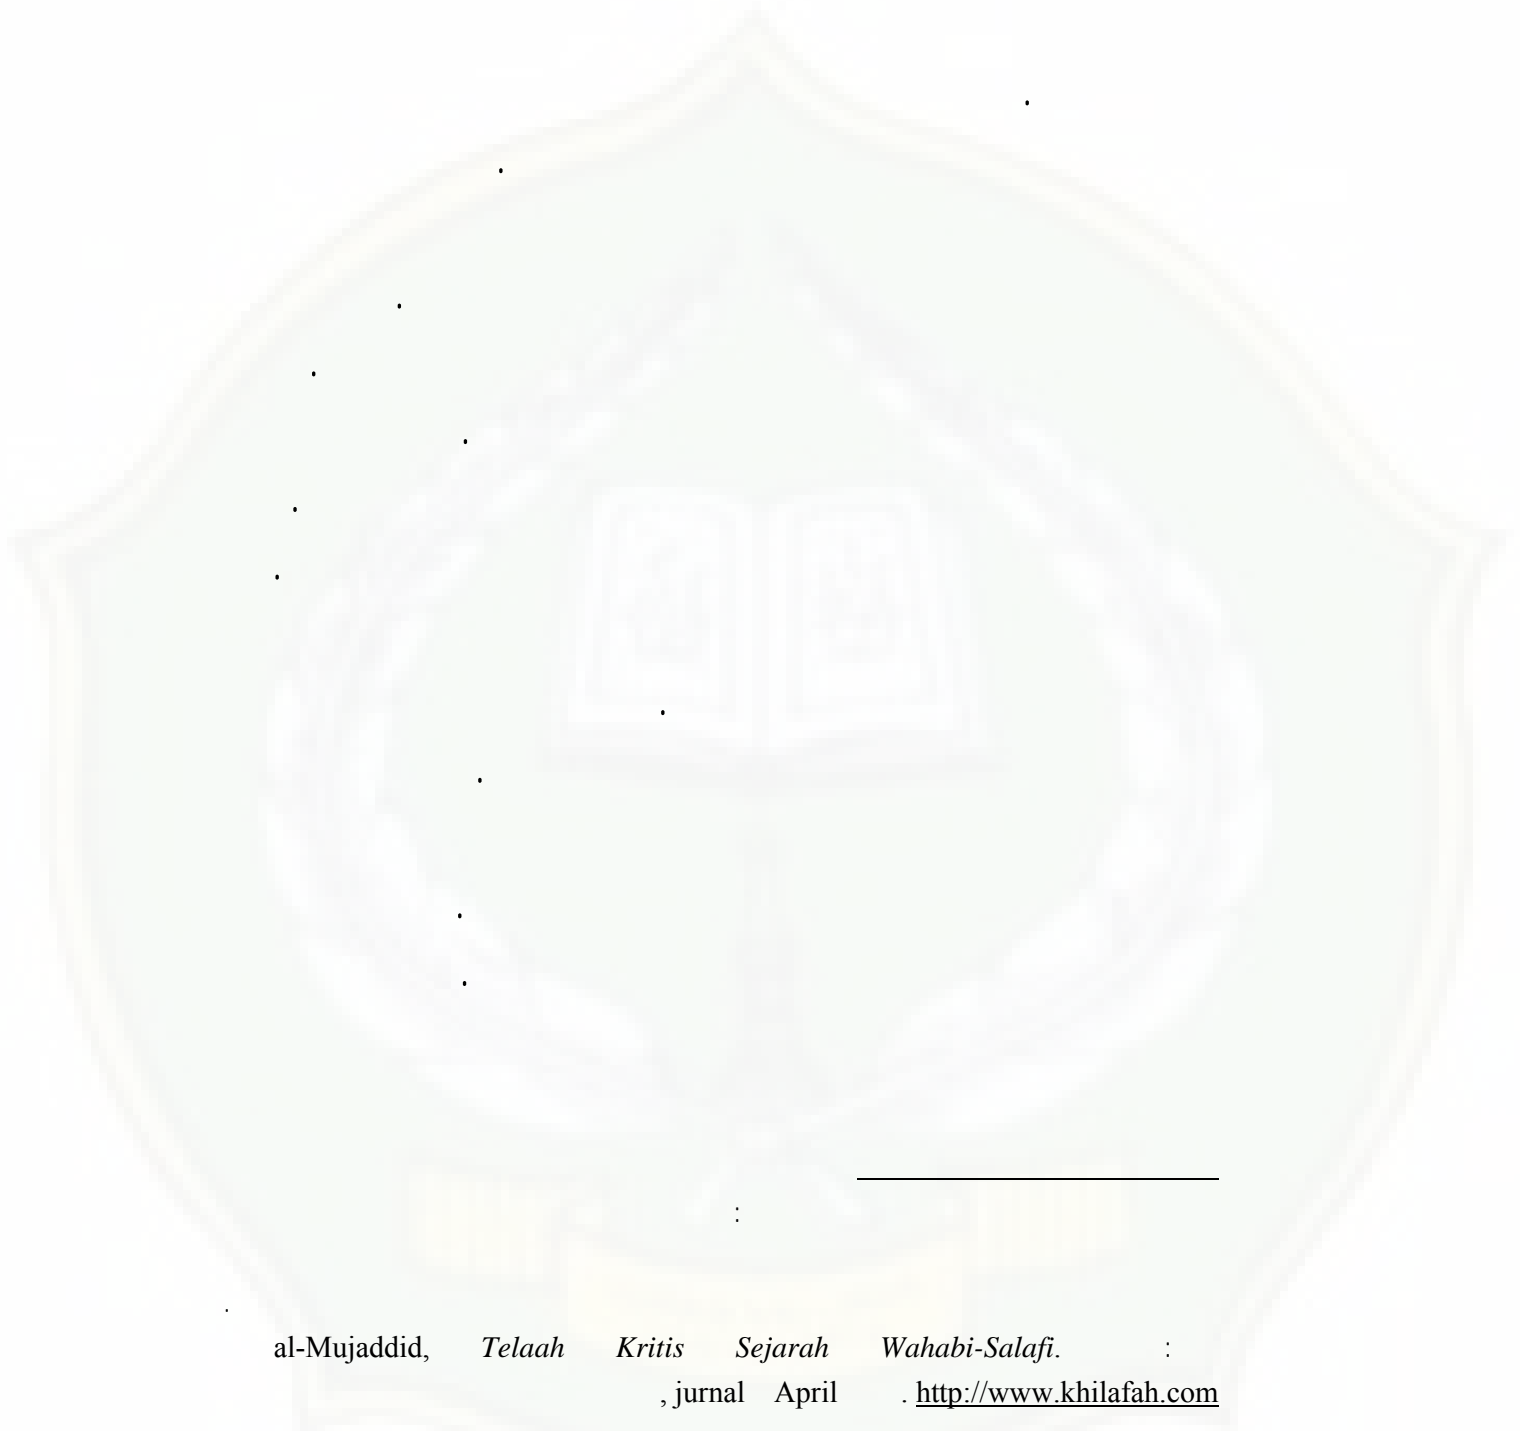 :
al-Mujaddid, Telaah Kritis Sejarah Wahabi-Salafi. :
, jurnal April . http://www.khilafah.com